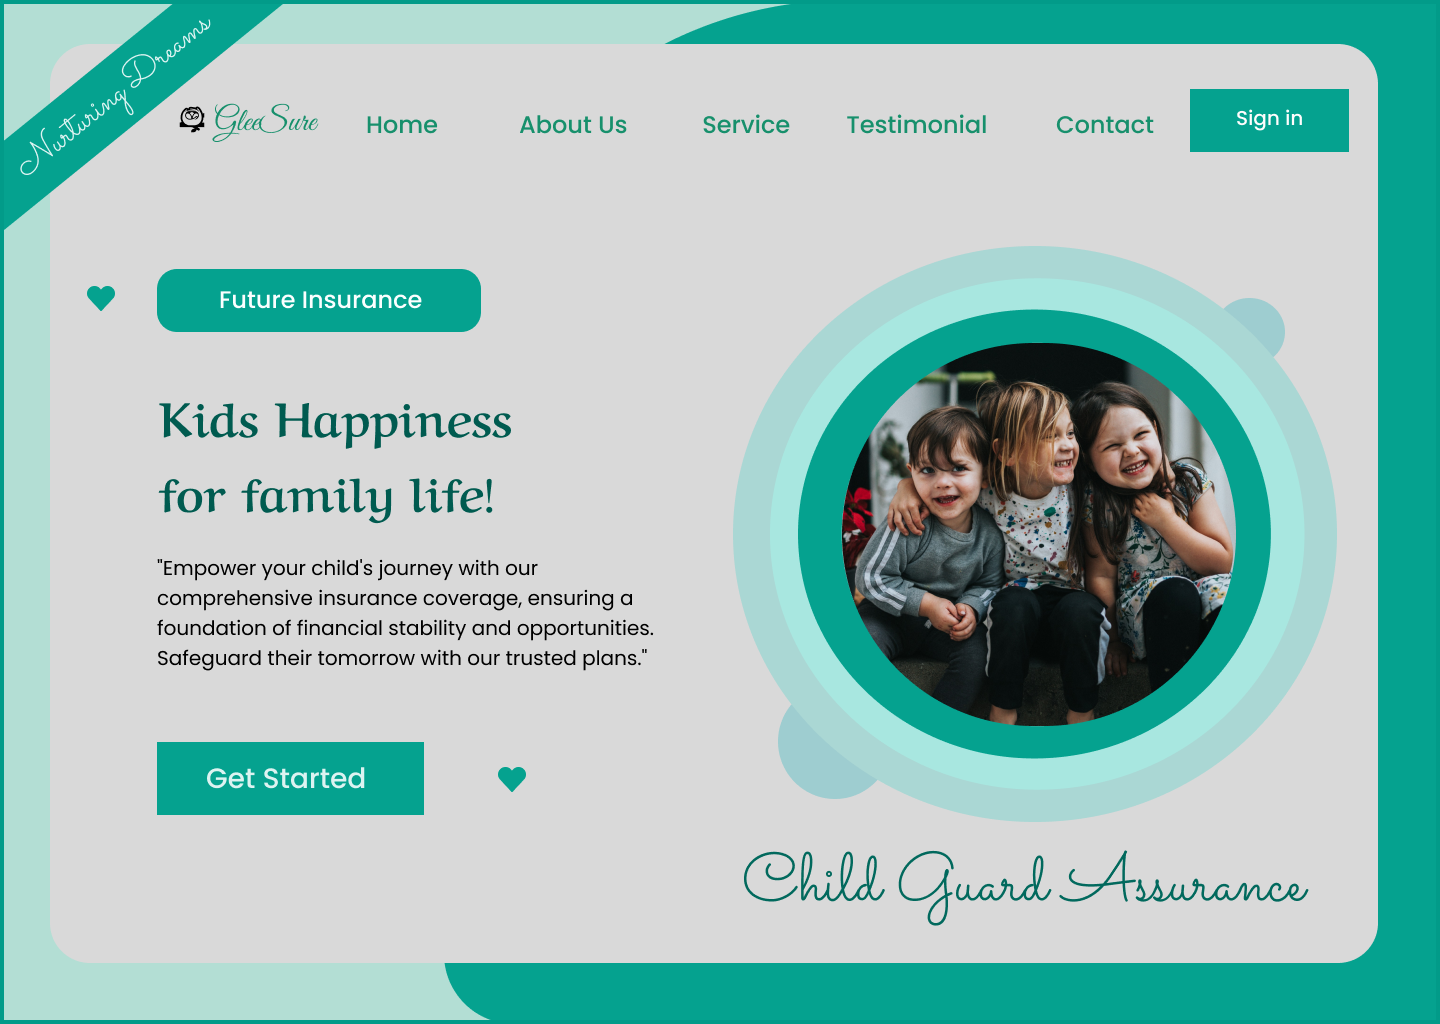 Nurturing Dreams
GleeSure
Home
About Us
Service
Testimonial
Contact
Sign in
Future Insurance
Kids Happiness
for family life!
"Empower your child's journey with our
comprehensive insurance coverage, ensuring a
foundation of financial stability and opportunities.
Safeguard their tomorrow with our trusted plans."
Get Started
Child Guard Assurance